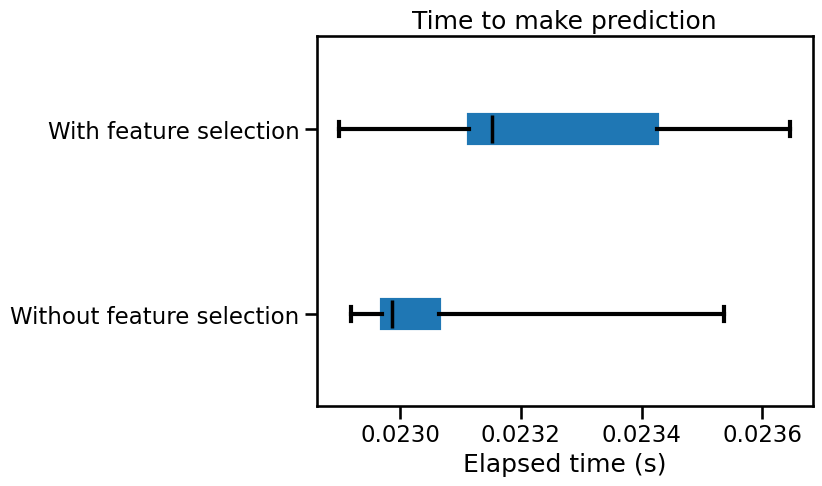 Time to make prediction
With feature selection
Without feature selection
0.0230 0.0232 0.0234 0.0236
Elapsed time (s)